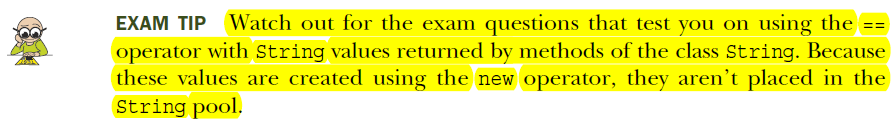 EXAM TIP Watch out for the exam questions that test you on using the ==
operator with String values returned by methods of the class String. Because
these values are created using the new operator, they aren't placed in the
String pool.